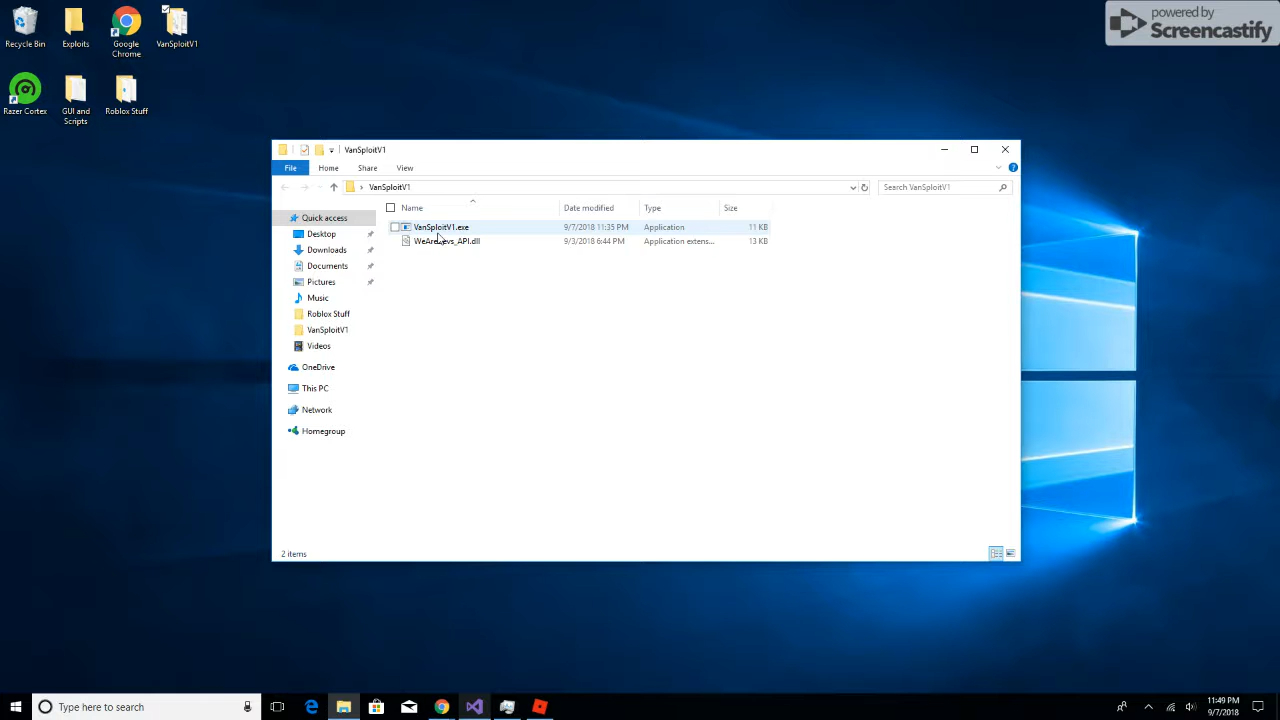 powered by
Screencastify
Recycle Bin
Exploits
Google
Chrome
VanSploitV1
Razer Cortex
GUI and
Scripts
Roblox Stuff
VanSploitV1
File
Home
Share
View
VanSploitV1
Search VanSploitV1
Name
Date modified
Type
Size
VanSploitV1.exe
9/7/2018 11:35 PM
Application
11 KB
WeAreDevs_API.dll
9/3/2018 6:44 PM
Application extens...
13 KB
Quick access
Desktop
Downloads
Documents
Pictures
Music
Roblox Stuff
VanSploitV1
Videos
OneDrive
This PC
Network
Homegroup
2 items
Type here to search
11:49 PM
9/7/2018